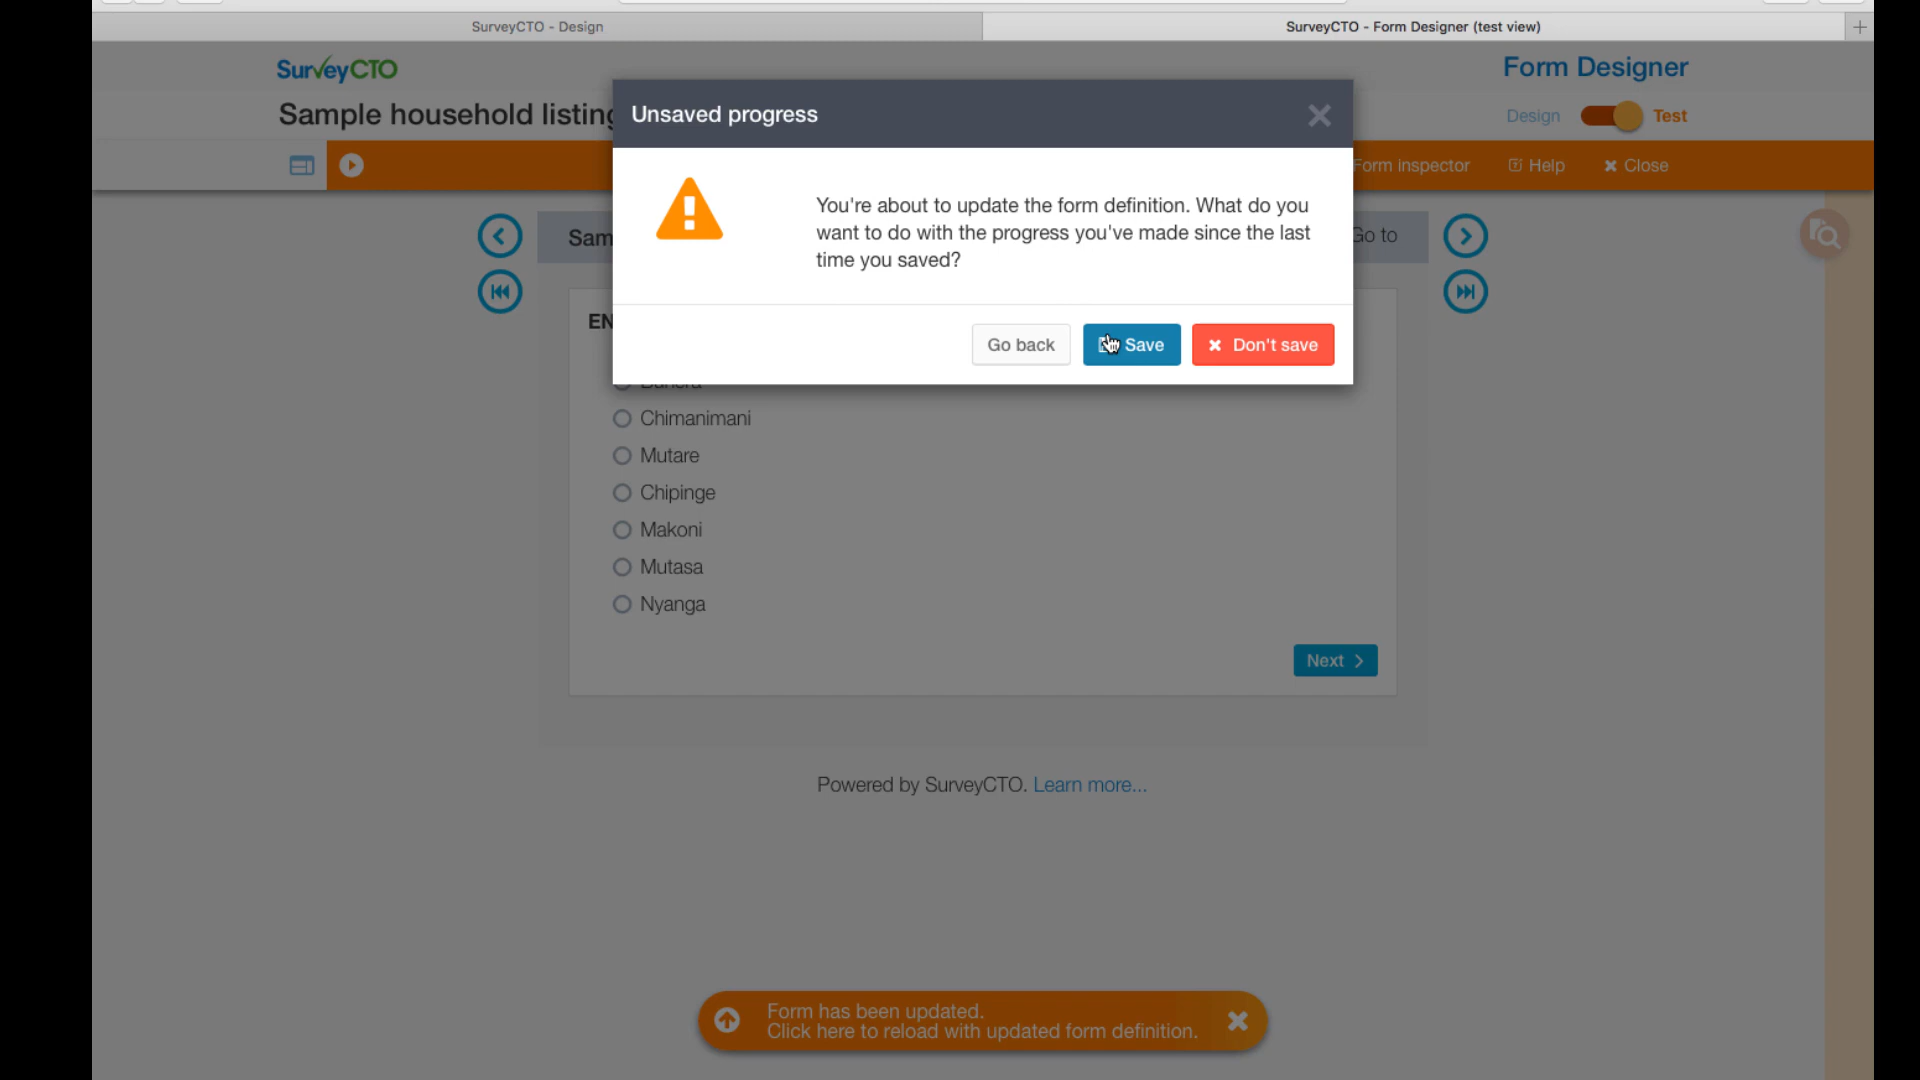 SurveyCTO - Design
SurveyCTO - Form Designer (test view)
SurveyCTO
Form Designer
Sample household listing
Unsaved progress
Design
Test
Form inspector
Help
Close
You're about to update the form definition. What do you
want to do with the progress you've made since the last
time you saved?
Sam
Go to
EN
Go back
Save
Don't save
Chimanimani
Mutare
Chipinge
Makoni
Mutasa
Nyanga
Next
Powered by SurveyCTO. Learn more...
Form has been updated.
Click here to reload with updated form definition.